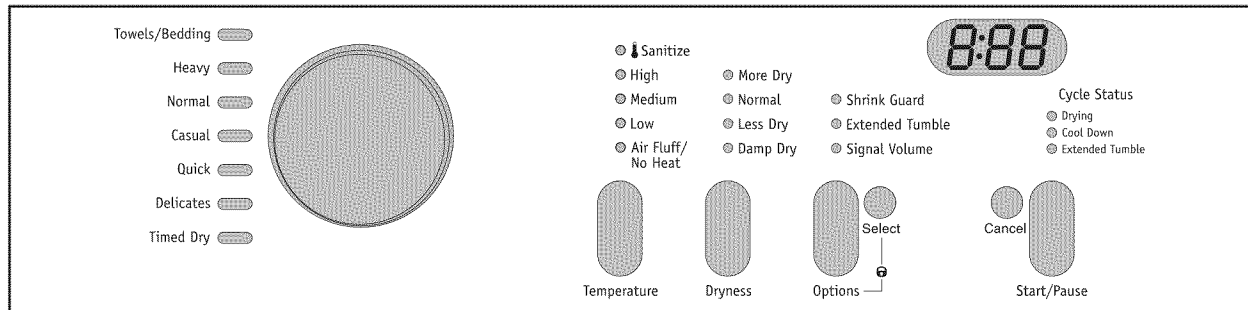 Towels/Bedding
Heavy
Normal
Casual
Quick
Delicates
Timed Dry
Sanitize
High
Medium
Low
Air Fluff/
No Heat
Temperature
More Dry
Normal
Less Dry
Damp Dry
Dryness
Shrink Guard
Extended Tumble
Signal Volume
Select
Options
8:88
Cycle Status
Drying
Cool Down
Extended Tumble
Cancel
Start/Pause